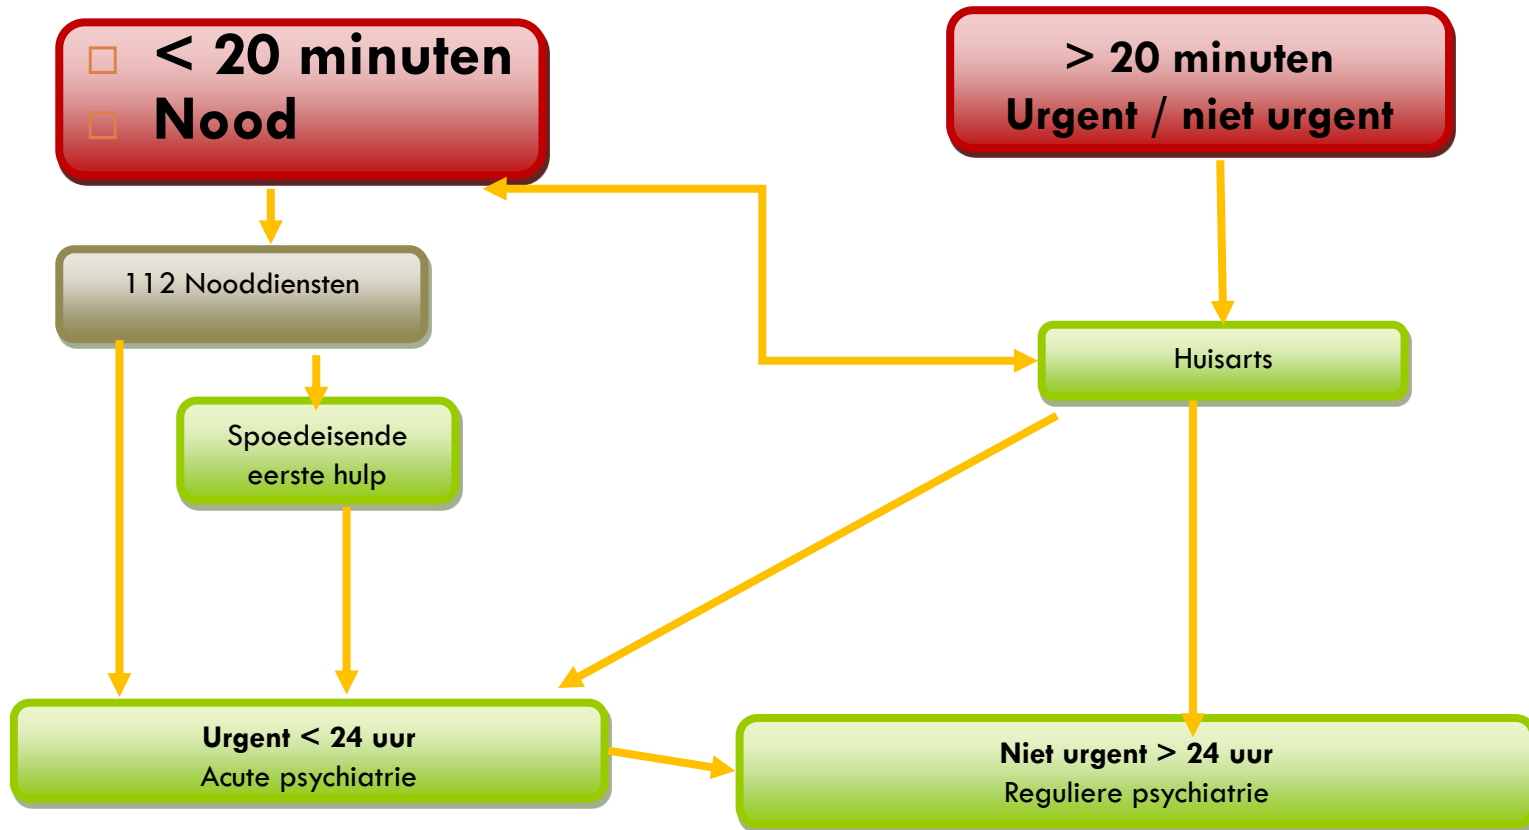 < 20 minuten
Nood
> 20 minuten
Urgent / niet urgent
112 Nooddiensten
Huisarts
Spoedeisende
eerste hulp
Urgent < 24 uur
Acute psychiatrie
Niet urgent > 24 uur
Reguliere psychiatrie